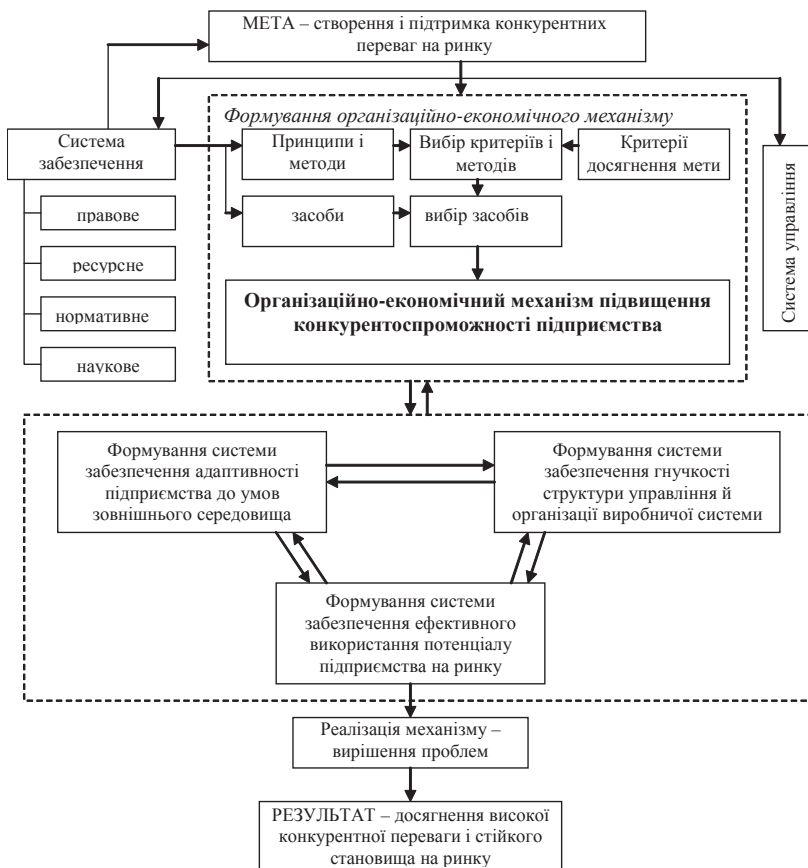 МЕТА – створення і підтримка конкурентних
переваг на ринку
Формування організаційно-економічного механізму
Система
забезпечення
Принципи і
методи
Вибір критеріїв і
методів
Критерії
досягнення мети
Система управління
правове
засоби
вибір засобів
ресурсне
нормативне
наукове
Організаційно-економічний механізм підвищення
конкурентоспроможності підприємства
Формування системи
забезпечення адаптивності
підприємства до умов
зовнішнього середовища
Формування системи
забезпечення гнучкості
структури управління й
організації виробничої системи
Формування системи
забезпечення ефективного
використання потенціалу
підприємства на ринку
Реалізація механізму –
вирішення проблем
РЕЗУЛЬТАТ – досягнення високої
конкурентної переваги і стійкого
становища на ринку